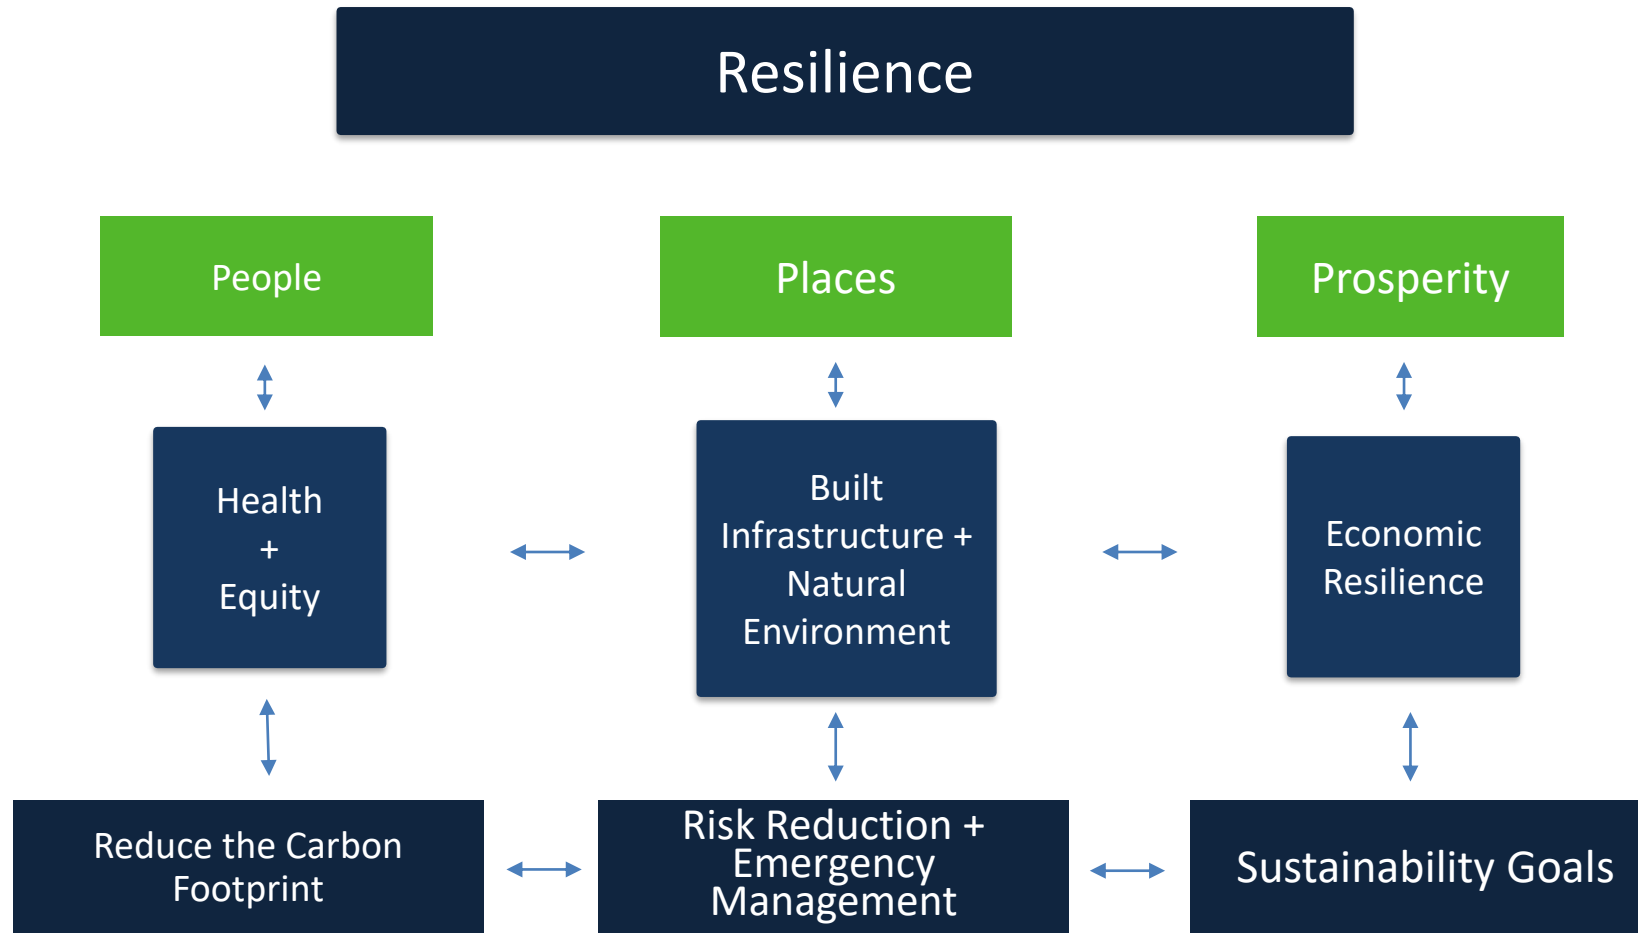 Resilience
People
Places
Prosperity
Health
+
Equity
Built
Infrastructure +
Natural
Environment
Economic
Resilience
Reduce the Carbon
Footprint
Risk Reduction +
Emergency
Management
Sustainability Goals